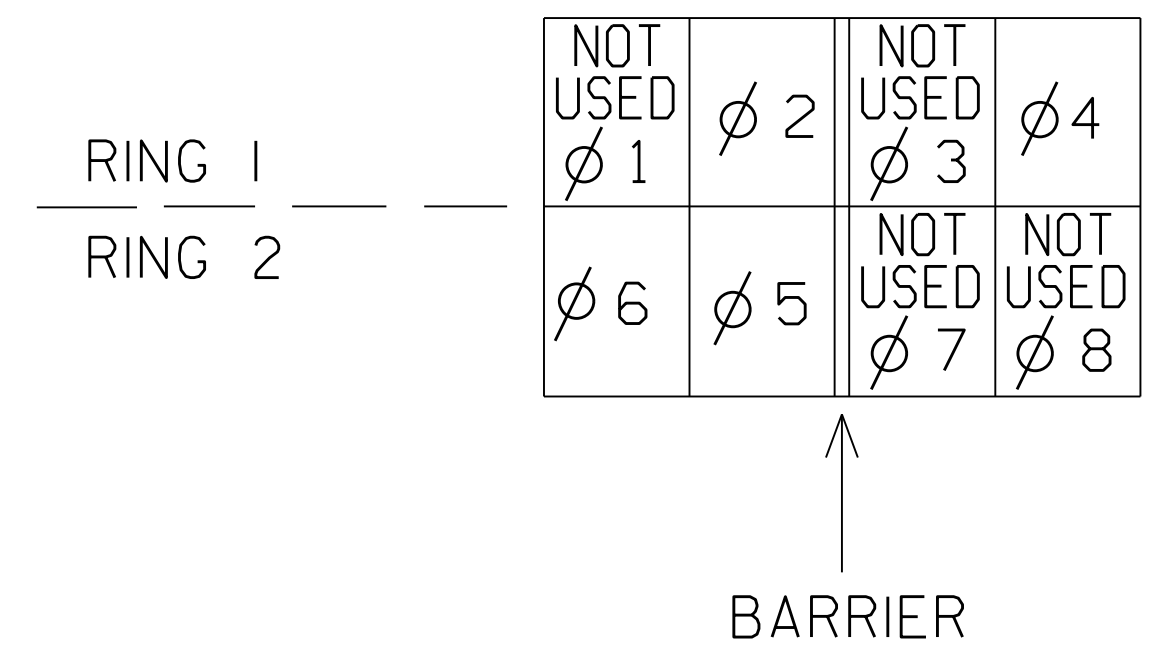 RING 1
RING 2
NOT
USED
ø 1
ø 2
NOT
USED
ø 3
ø 4
ø 6
ø 5
NOT
USED
ø 7
NOT
USED
ø 8
BARRIER